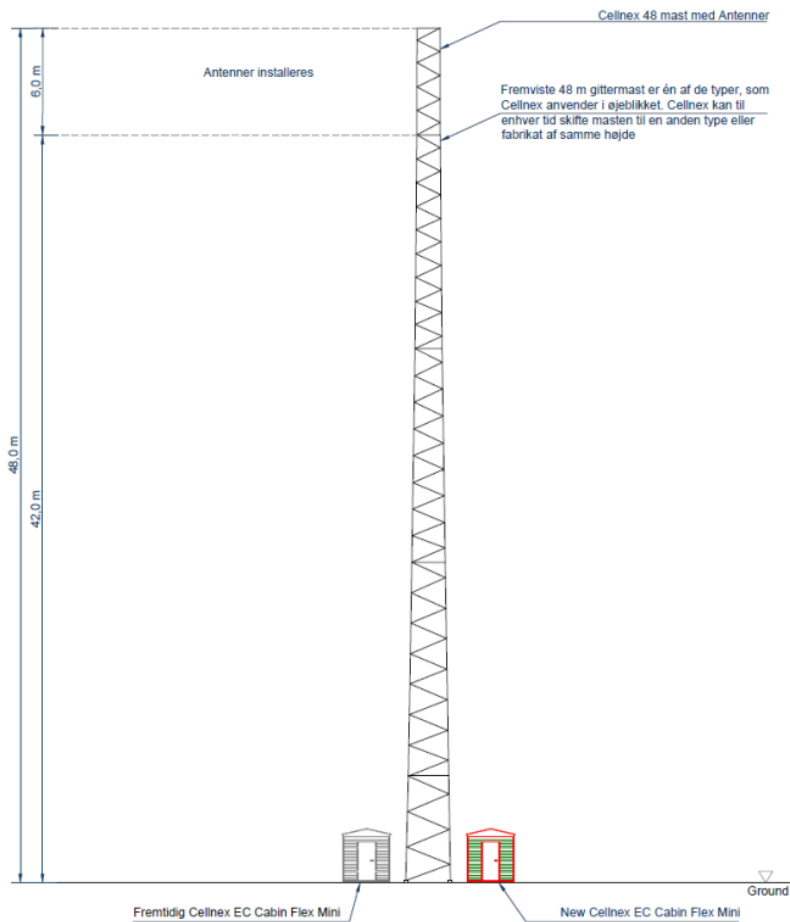 Cellnex 48 mast med Antenner
6,0 m
Antenner installeres
Fremviste 48 m gittermast er én af de typer, som
Cellnex anvender i øjeblikket. Cellnex kan til
enhver tid skifte masten til en anden type eller
fabrikat af samme højde
48,0 m
42,0 m
Ground
Fremtidig Cellnex EC Cabin Flex Mini
New Cellnex EC Cabin Flex Mini